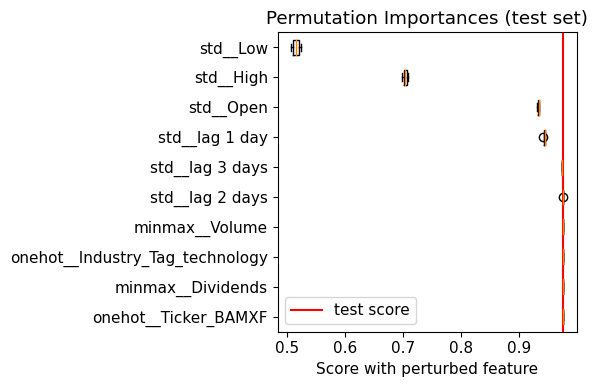 Permutation Importances (test set)
std__Low
std__High
std__Open
std__lag 1 day
std__lag 3 days
std__lag 2 days
minmax__Volume
onehot__Industry_Tag_technology
minmax__Dividends
onehot__Ticker_BAMXF
test score
0.5 0.6 0.7 0.8 0.9
Score with perturbed feature